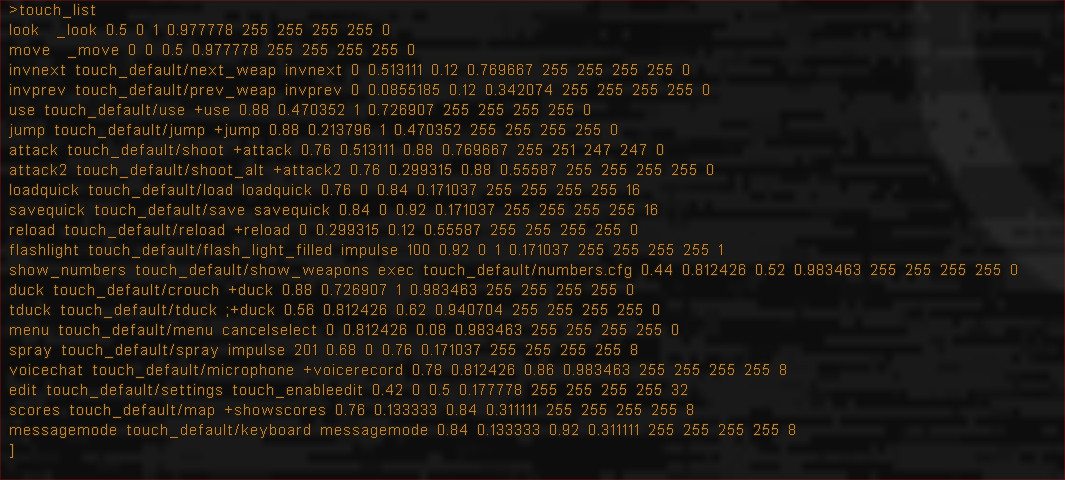 >touch_list
look _look 0.5 0 1 0.977778 255 255 255 255 0
move _move 0 0 0.5 0.977778 255 255 255 255 0
invnext touch_default/next_weap invnext 0 0.513111 0.12 0.769667 255 255 255 255 0
invprev touch_default/prev_weap invprev 0 0.0855185 0.12 0.342074 255 255 255 255 0
use touch_default/use +use 0.88 0.470352 1 0.726907 255 255 255 255 0
jump touch_default/jump +jump 0.88 0.213796 1 0.470352 255 255 255 255 0
attack touch_default/shoot +attack 0.76 0.513111 0.88 0.769667 255 251 247 247 0
attack2 touch_default/shoot_alt +attack2 0.76 0.299315 0.88 0.55587 255 255 255 255 0
loadquick touch_default/load loadquick 0.76 0 0.84 0.171037 255 255 255 255 16
savequick touch_default/save savequick 0.84 0 0.92 0.171037 255 255 255 255 16
reload touch_default/reload +reload 0 0.299315 0.12 0.55587 255 255 255 255 0
flashlight touch_default/flash_light_filled impulse 100 0.92 0 1 0.171037 255 255 255 255 1
show_numbers touch_default/show_weapons exec touch_default/numbers.cfg 0.44 0.812426 0.52 0.983463 255 255 255 255 0
duck touch_default/crouch +duck 0.88 0.726907 1 0.983463 255 255 255 255 0
tduck touch_default/tduck ;+duck 0.56 0.812426 0.62 0.940704 255 255 255 255 0
menu touch_default/menu cancelselect 0 0.812426 0.08 0.983463 255 255 255 255 0
spray touch_default/spray impulse 201 0.68 0 0.76 0.171037 255 255 255 255 8
voicechat touch_default/microphone +voicerecord 0.78 0.812426 0.86 0.983463 255 255 255 255 8
edit touch_default/settings touch_enableedit 0.42 0 0.5 0.177778 255 255 255 255 32
scores touch_default/map +showscores 0.76 0.133333 0.84 0.311111 255 255 255 255 8
messagemode touch_default/keyboard messagemode 0.84 0.133333 0.92 0.311111 255 255 255 255 8
]